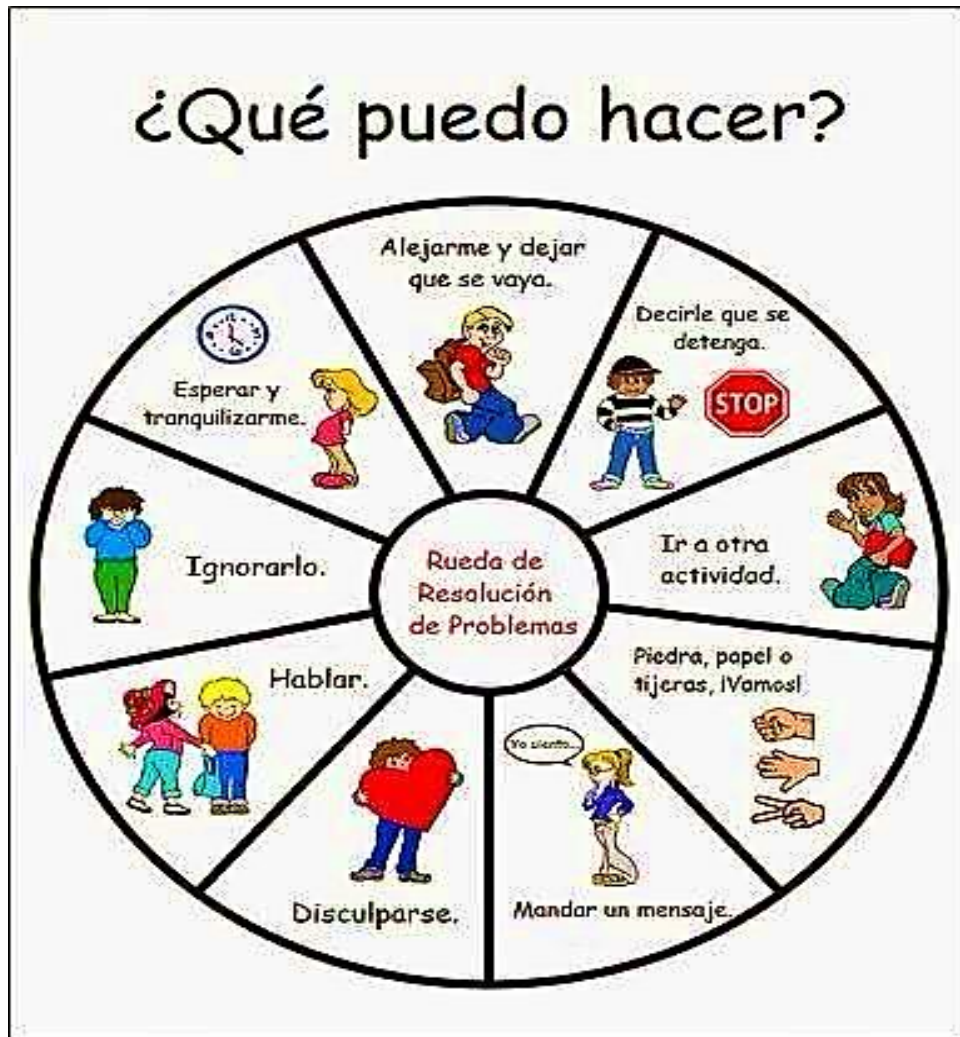 ¿Qué puedo hacer?
Alejarme y dejar
que se vaya.
Decirle que se
detenga.
STOP
Ir a otra
actividad.
Piedra, papel o
tijeras, ¡Vamos!
Yo siento...
Mandar un mensaje.
Disculparse.
Hablar.
Ignorarlo.
Esperar y
tranquilizarme.
Rueda de
Resolución
de Problemas